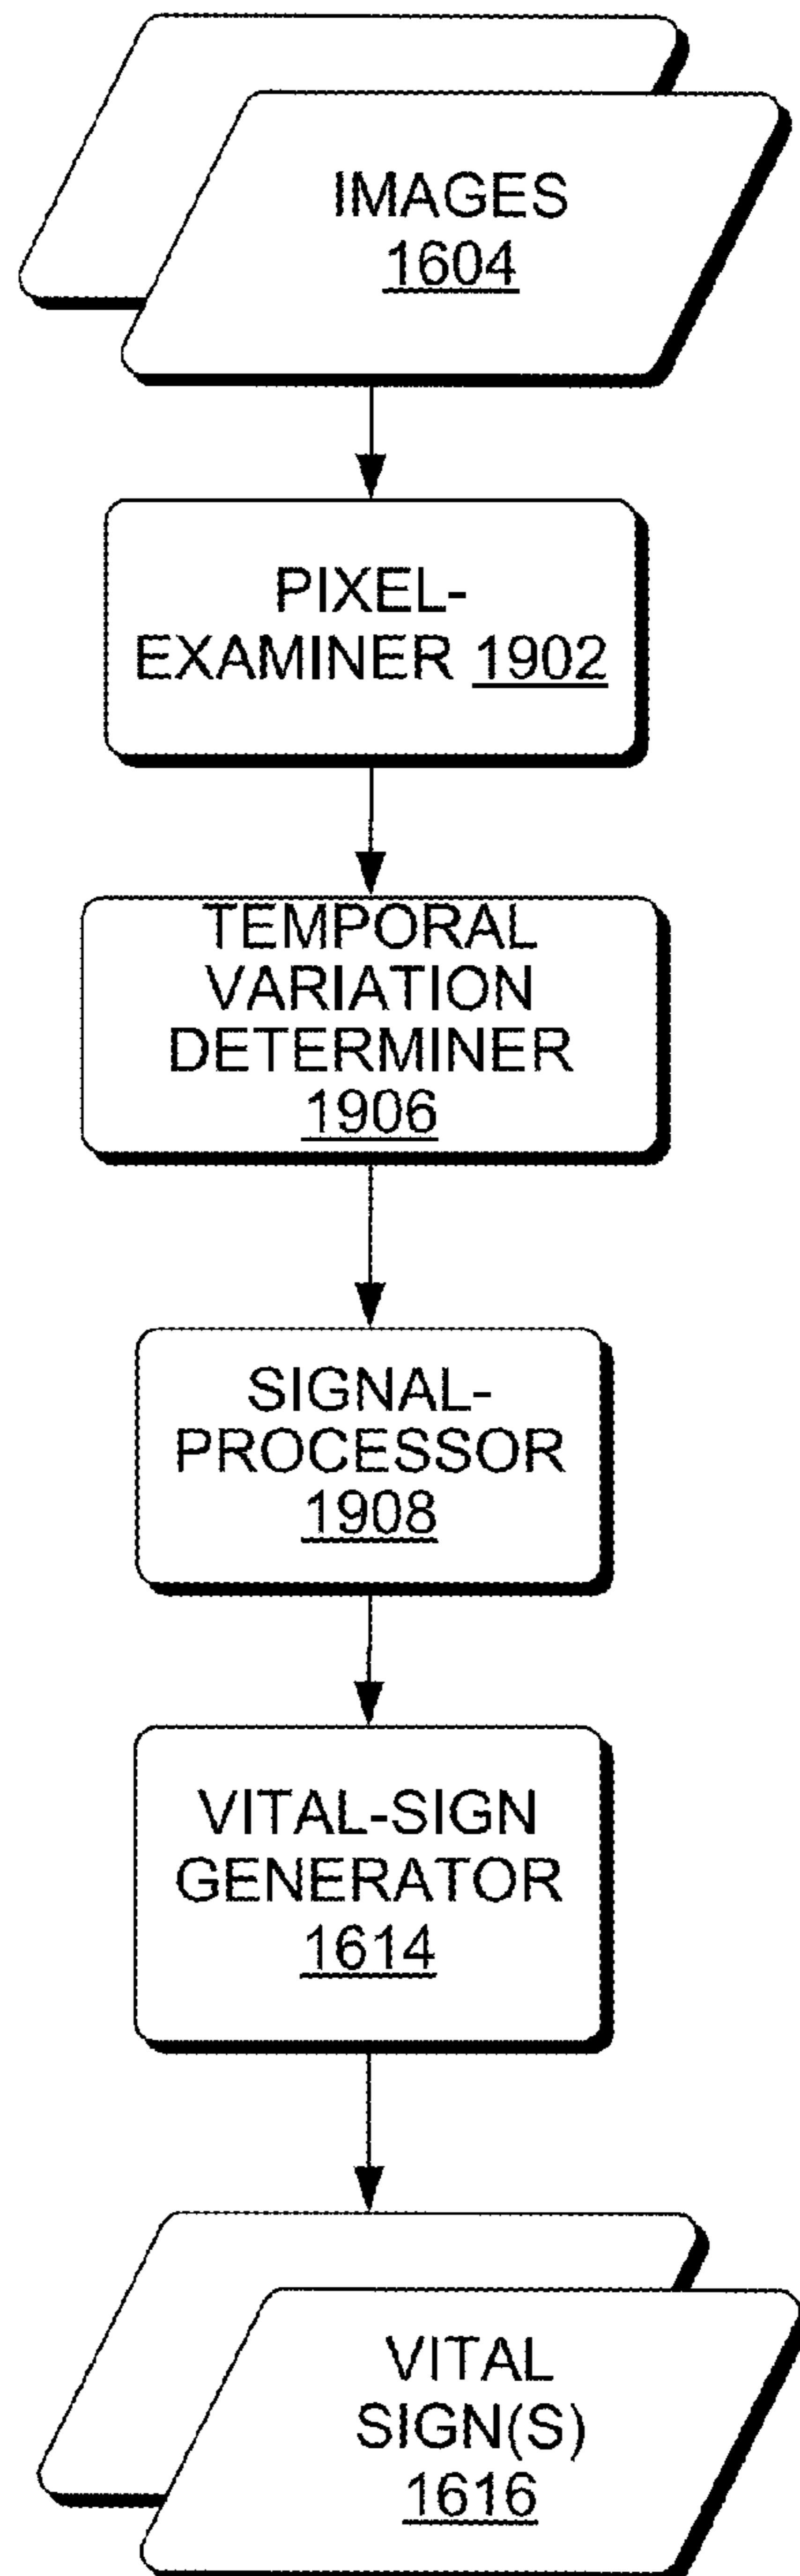 IMAGES
1604
PIXEL-
EXAMINER 1902
TEMPORAL
VARIATION
DETERMINER
1906
SIGNAL-
PROCESSOR
1908
VITAL-SIGN
GENERATOR
1614
VITAL
SIGN(S)
1616